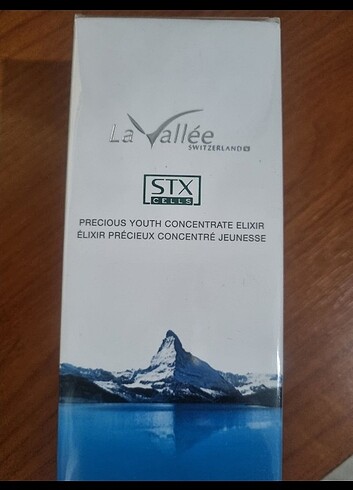 La Vallée
SWITZERLAND
STX
CELLS
PRECIOUS YOUTH CONCENTRATE ELIXIR
ÉLIXIR PRÉCIEUX CONCENTRÉ JEUNESSE